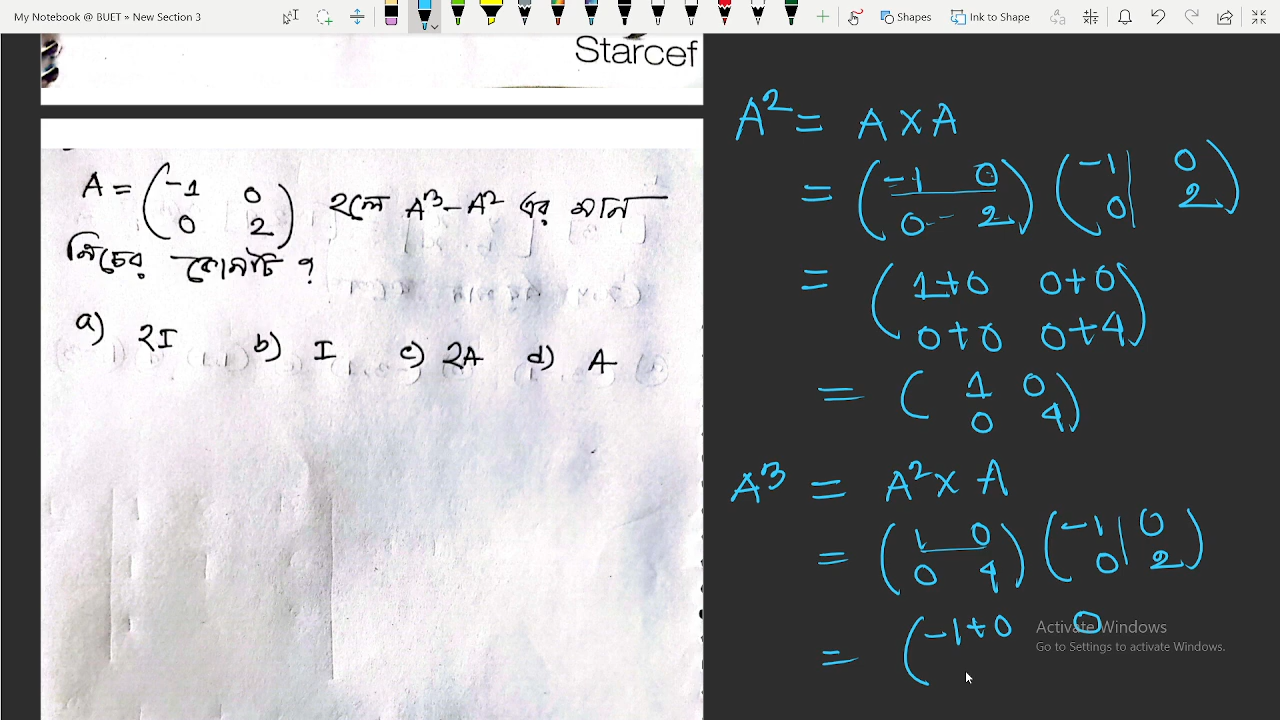 My Notebook @ BUET » New Section 3
Shapes
Ink to Shape
Starcef
A = (-1 0
0 2) হলে A³ - A² এর মান
নিচের কোনটি ?
a) 2I b) I c) 2A d) A
A² = A × A
= (-1 0
0 2) (-1 0
0 2)
= (1+0 0+0
0+0 0+4)
= (1 0
0 4)
A³ = A² × A
= (1 0
0 4) (-1 0
0 2)
= (-1+0 0
Activate Windows
Go to Settings to activate Windows.